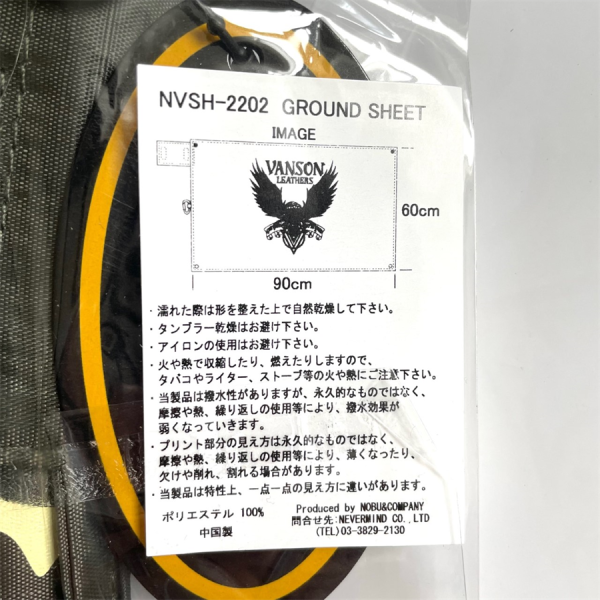 NVSH-2202 GROUND SHEET
IMAGE
VANSON
LEATHERS
60cm
90cm
・濡れた際は形を整えた上で自然乾燥して下さい。
・タンブラー乾燥はお避け下さい。
・アイロンの使用はお避け下さい。
・火や熱で収縮したり、燃えたりしますので、
タバコやライター、ストーブ等の火や熱にご注意下さい。
・当製品は撥水性がありますが、永久的なものではなく、
摩擦や熱、繰り返しの使用等により、撥水効果が
弱くなっていきます。
・プリント部分の見え方は永久的なものではなく、
摩擦や熱、繰り返しの使用等により、薄くなったり、
欠けや削れ、割れる場合があります。
・当製品は特性上、一点一点の見え方に違いがあります。
ポリエステル 100%
中国製
Produced by NOBU&COMPANY
問合せ先:NEVERMIND CO., LTD
(TEL)03-3829-2130